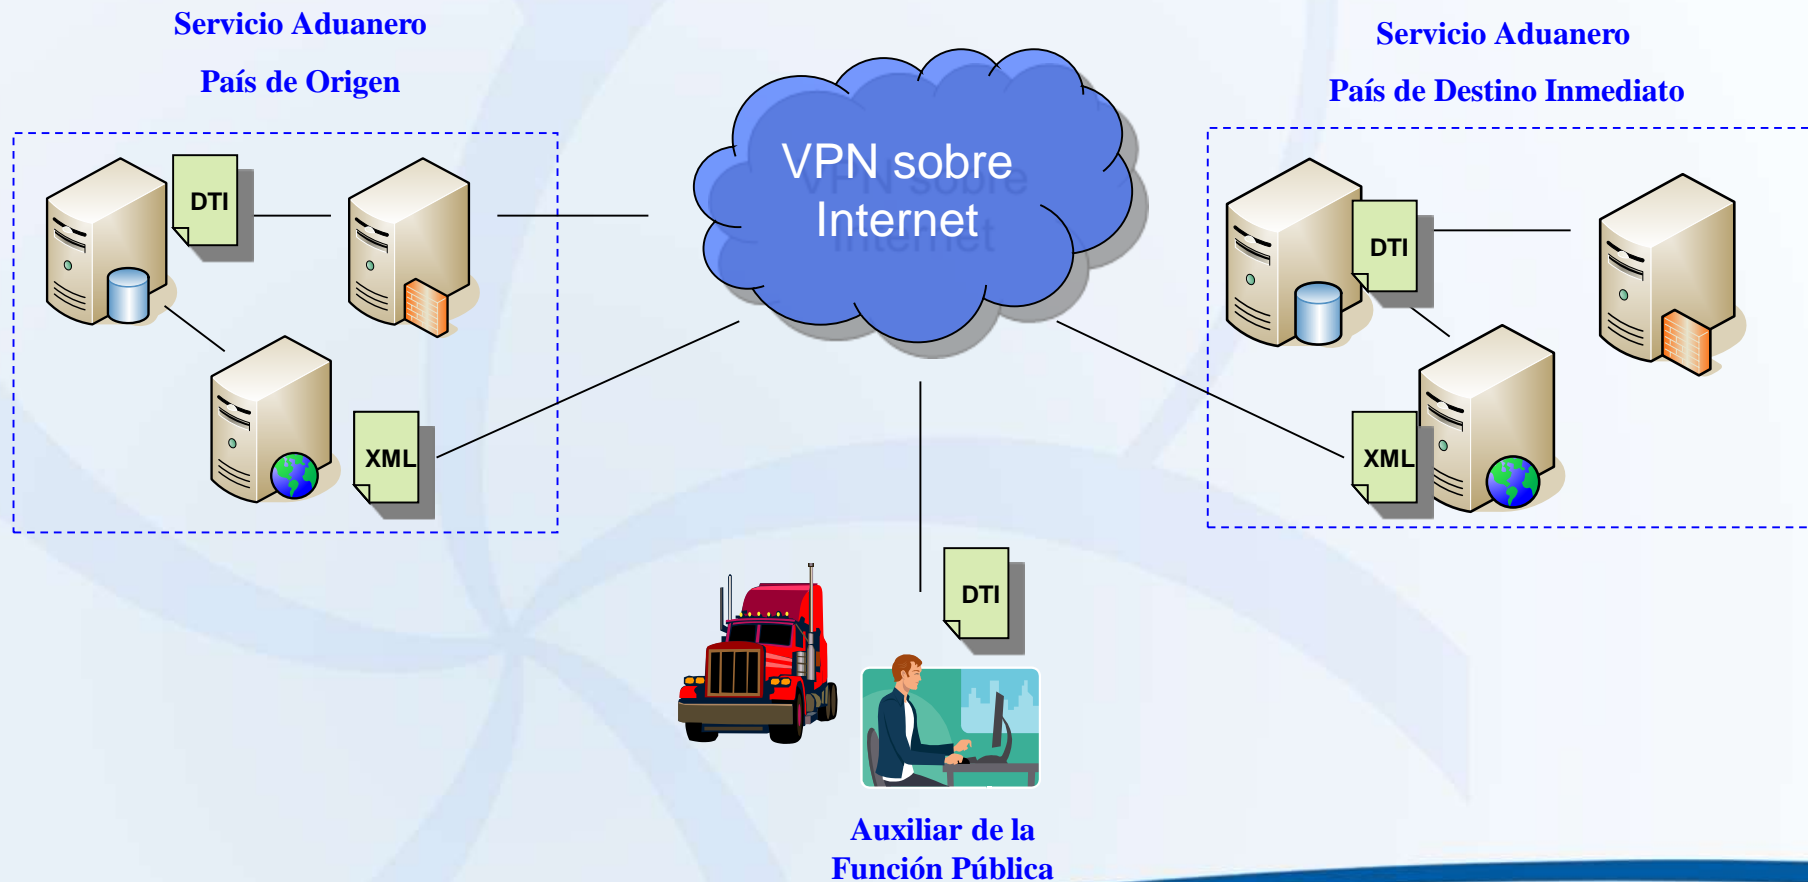 Servicio Aduanero
País de Origen
Servicio Aduanero
País de Destino Inmediato
VPN sobre
Internet
DTI
DTI
XML
XML
DTI
Auxiliar de la
Función Pública